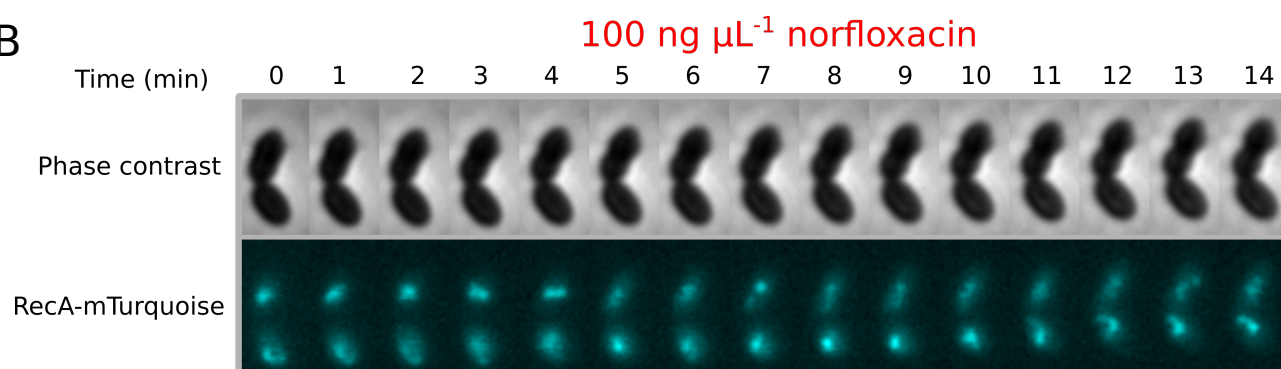 B
100 ng µL-1 norfloxacin
Time (min) 0 1 2 3 4 5 6 7 8 9 10 11 12 13 14
Phase contrast
RecA-mTurquoise